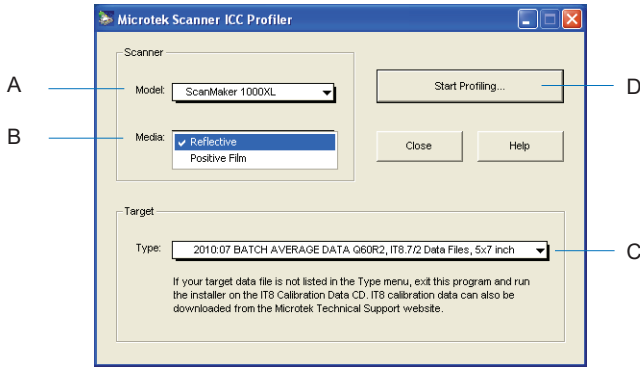 Microtek Scanner ICC Profiler
Scanner
A
Model:
ScanMaker 1000XL
Start Profiling...
D
B
Media:
Reflective
Positive Film
Close
Help
Target
Type:
2010:07 BATCH AVERAGE DATA Q60R2, IT8.7/2 Data Files, 5x7 inch
C
If your target data file is not listed in the Type menu, exit this program and run
the installer on the IT8 Calibration Data CD. IT8 calibration data can also be
downloaded from the Microtek Technical Support website.